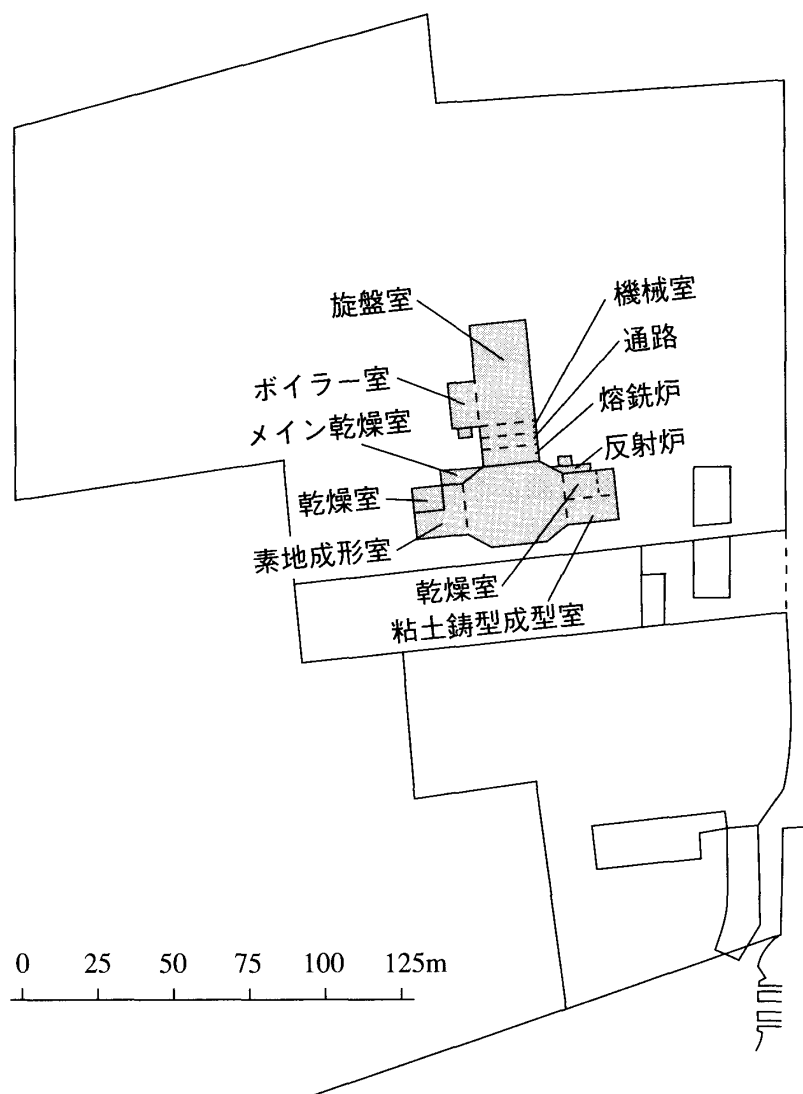 機械室
旋盤室
通路
ボイラー室
熔銑炉
メイン乾燥室
反射炉
乾燥室
素地成形室
乾燥室
粘土鋳型成型室
0 25 50 75 100 125m